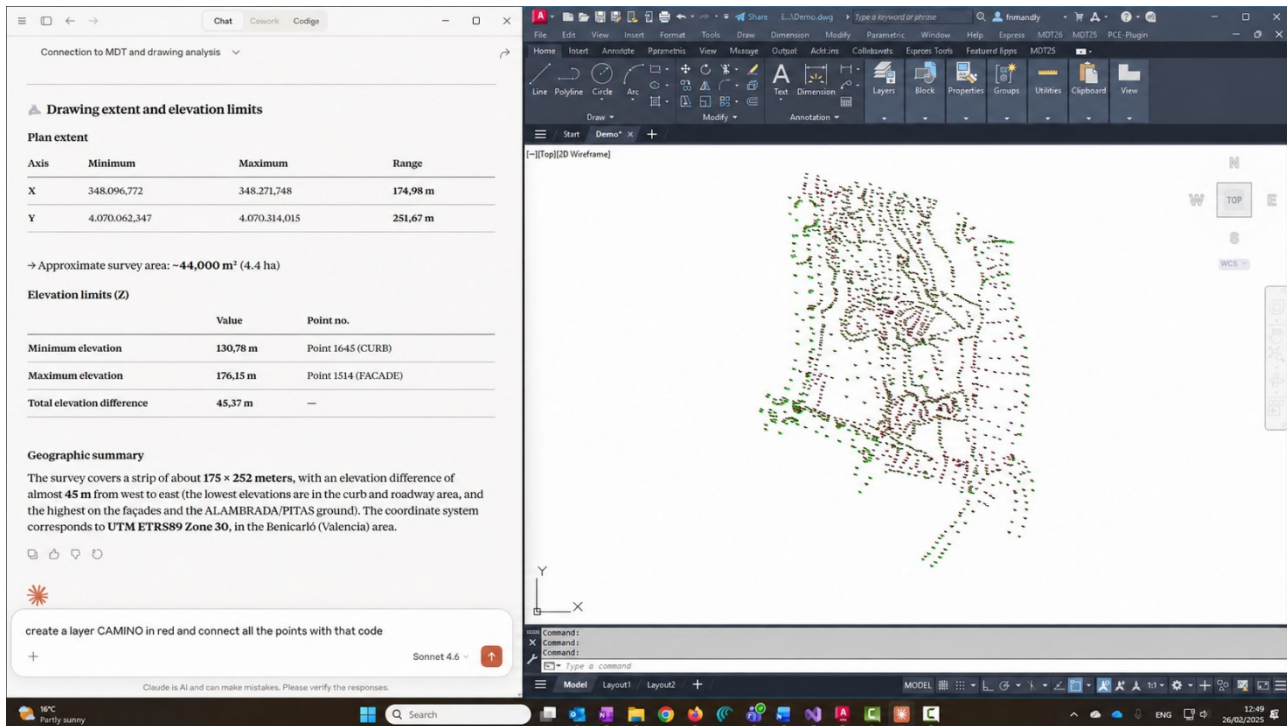 Chat Cowork Codige
Connection to MDT and drawing analysis
Drawing extent and elevation limits
Plan extent
Axis Minimum Maximum Range
X 348.096,772 348.271,748 174,98 m
Y 4.070.062,347 4.070.314,015 251,67 m
→ Approximate survey area: ~44,000 m² (4.4 ha)
Elevation limits (Z)
Value Point no.
Minimum elevation 130,78 m Point 1645 (CURB)
Maximum elevation 176,15 m Point 1514 (FACADE)
Total elevation difference 45,37 m —
Geographic summary
The survey covers a strip of about 175 × 252 meters, with an elevation difference of
almost 45 m from west to east (the lowest elevations are in the curb and roadway area, and
the highest on the façades and the ALAMBRADA/PITAS ground). The coordinate system
corresponds to UTM ETRS89 Zone 30, in the Benicarló (Valencia) area.
create a layer CAMINO in red and connect all the points with that code
Sonnet 4.6
Claude is AI and can make mistakes. Please verify the responses.
A Share E...\Demo.dwg Type a keyword or phrase fnmandly
File Edit View Insert Format Tools Draw Dimension Modify Parametric Window Help Express MDT26 MDT25 PCE-Plugin
Home Insert Annotate View Output MDT25
Line Polyline Circle Arc Text Dimension Layers Block Properties Groups Utilities Clipboard View
Draw Modify Annotation
Start Demo*
[−][Top][2D Wireframe]
N
W TOP E
S
WCS
Y
X
Command:
Command:
Command:
Type a command
Model Layout1 Layout2 + MODEL 1:1
16°C
Partly sunny
Search
ENG
12:49
26/02/2025